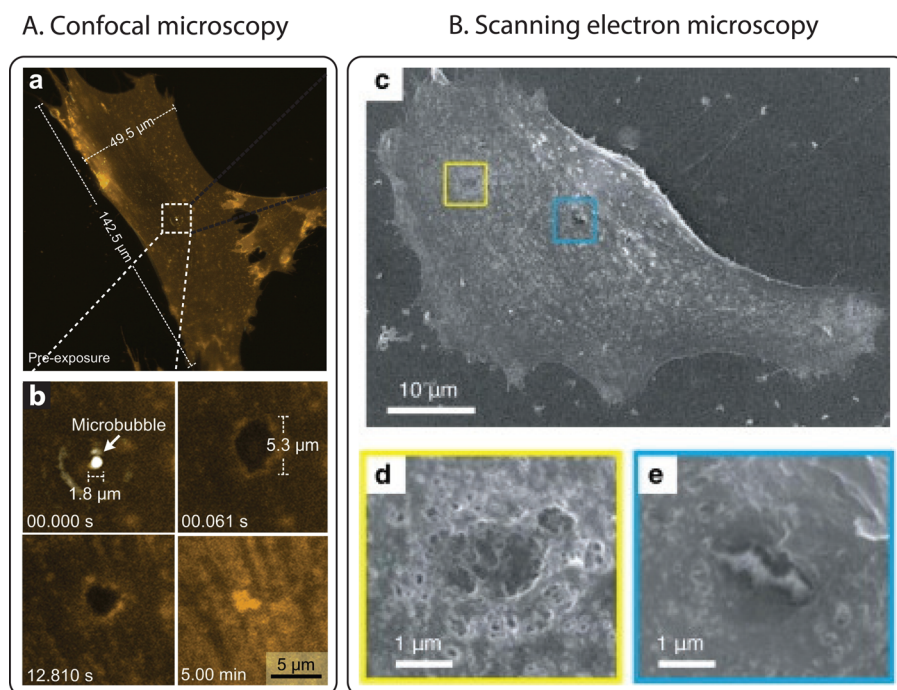 A. Confocal microscopy
B. Scanning electron microscopy
a
49.5 µm
142.5 µm
Pre-exposure
b
Microbubble
1.8 µm
00.000 s
5.3 µm
00.061 s
12.810 s
5.00 min
5 µm
c
10 µm
d
1 µm
e
1 µm